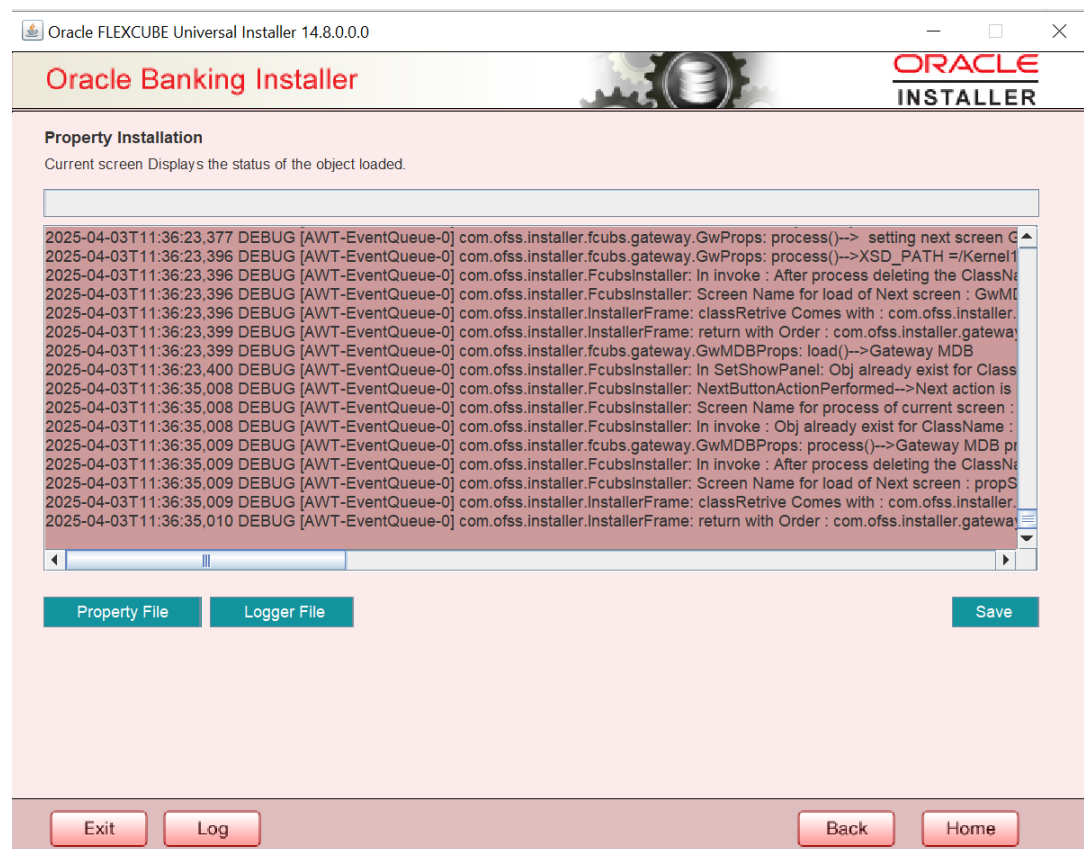 Oracle FLEXCUBE Universal Installer 14.8.0.0.0
Oracle Banking Installer
ORACLE
INSTALLER
Property Installation
Current screen Displays the status of the object loaded.
2025-04-03T11:36:23,377 DEBUG [AWT-EventQueue-0] com.ofss.installer.fcubs.gateway.GwProps: process()--> setting next screen G
2025-04-03T11:36:23,396 DEBUG [AWT-EventQueue-0] com.ofss.installer.fcubs.gateway.GwProps: process()-->XSD_PATH =/Kernel1
2025-04-03T11:36:23,396 DEBUG [AWT-EventQueue-0] com.ofss.installer.FcubsInstaller: In invoke : After process deleting the ClassNa
2025-04-03T11:36:23,396 DEBUG [AWT-EventQueue-0] com.ofss.installer.FcubsInstaller: Screen Name for load of Next screen : GwMD
2025-04-03T11:36:23,396 DEBUG [AWT-EventQueue-0] com.ofss.installer.InstallerFrame: classRetrive Comes with : com.ofss.installer.
2025-04-03T11:36:23,399 DEBUG [AWT-EventQueue-0] com.ofss.installer.InstallerFrame: return with Order : com.ofss.installer.gateway
2025-04-03T11:36:23,399 DEBUG [AWT-EventQueue-0] com.ofss.installer.fcubs.gateway.GwMDBProps: load()-->Gateway MDB
2025-04-03T11:36:23,400 DEBUG [AWT-EventQueue-0] com.ofss.installer.FcubsInstaller: In SetShowPanel: Obj already exist for Class
2025-04-03T11:36:35,008 DEBUG [AWT-EventQueue-0] com.ofss.installer.FcubsInstaller: NextButtonActionPerformed-->Next action is
2025-04-03T11:36:35,008 DEBUG [AWT-EventQueue-0] com.ofss.installer.FcubsInstaller: Screen Name for process of current screen :
2025-04-03T11:36:35,008 DEBUG [AWT-EventQueue-0] com.ofss.installer.FcubsInstaller: In invoke : Obj already exist for ClassName :
2025-04-03T11:36:35,009 DEBUG [AWT-EventQueue-0] com.ofss.installer.fcubs.gateway.GwMDBProps: process()-->Gateway MDB pr
2025-04-03T11:36:35,009 DEBUG [AWT-EventQueue-0] com.ofss.installer.FcubsInstaller: In invoke : After process deleting the ClassNa
2025-04-03T11:36:35,009 DEBUG [AWT-EventQueue-0] com.ofss.installer.FcubsInstaller: Screen Name for load of Next screen : propS
2025-04-03T11:36:35,009 DEBUG [AWT-EventQueue-0] com.ofss.installer.InstallerFrame: classRetrive Comes with : com.ofss.installer.
2025-04-03T11:36:35,010 DEBUG [AWT-EventQueue-0] com.ofss.installer.InstallerFrame: return with Order : com.ofss.installer.gateway
Property File
Logger File
Save
Exit
Log
Back
Home